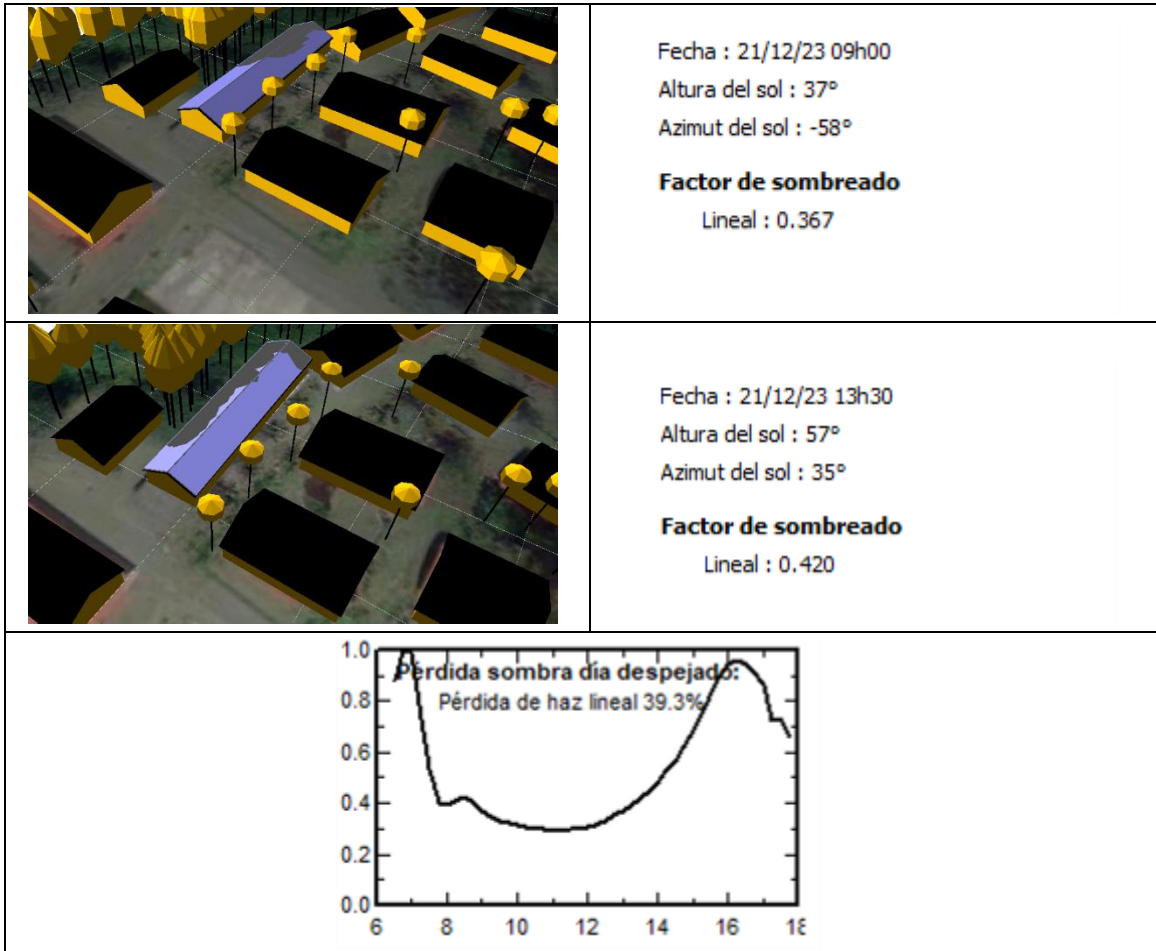 Fecha : 21/12/23 09h00
Altura del sol : 37°
Azimut del sol : -58°
Factor de sombreado
Lineal : 0.367
Fecha : 21/12/23 13h30
Altura del sol : 57°
Azimut del sol : 35°
Factor de sombreado
Lineal : 0.420
Pérdida sombra día despejado:
Pérdida de haz lineal 39.3%
1.0
0.8
0.6
0.4
0.2
0.0
6 8 10 12 14 16 18